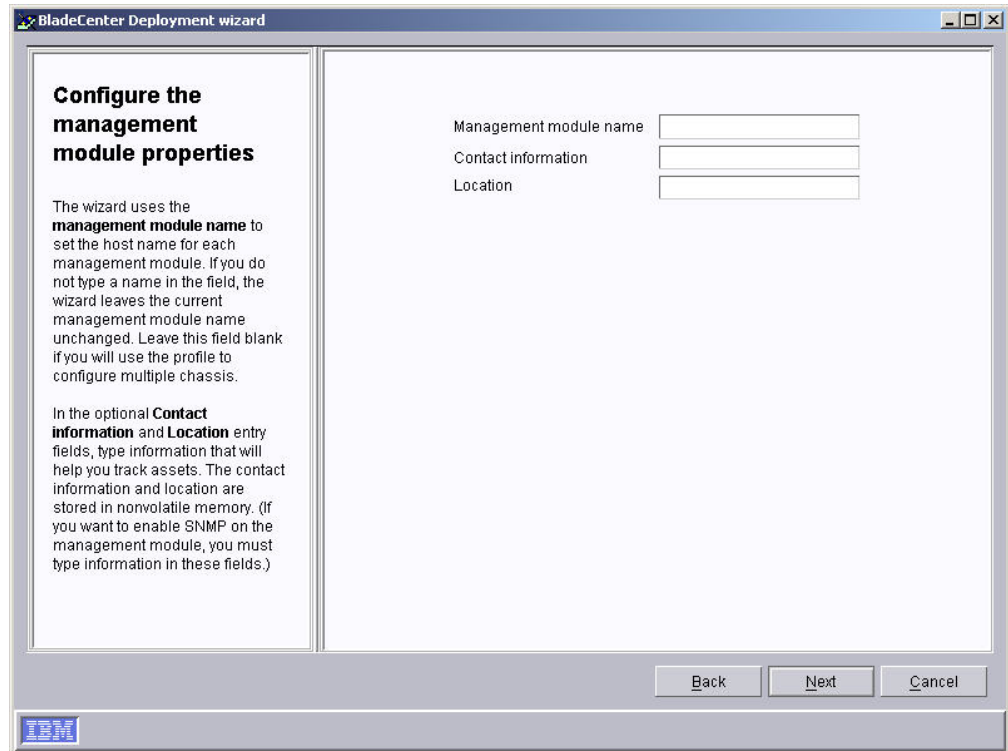 BladeCenter Deployment wizard
Configure the
management
module properties
The wizard uses the
management module name to
set the host name for each
management module. If you do
not type a name in the field, the
wizard leaves the current
management module name
unchanged. Leave this field blank
if you will use the profile to
configure multiple chassis.
In the optional Contact
information and Location entry
fields, type information that will
help you track assets. The contact
information and location are
stored in nonvolatile memory. (If
you want to enable SNMP on the
management module, you must
type information in these fields.)
Management module name
Contact information
Location
Back Next Cancel
IBM